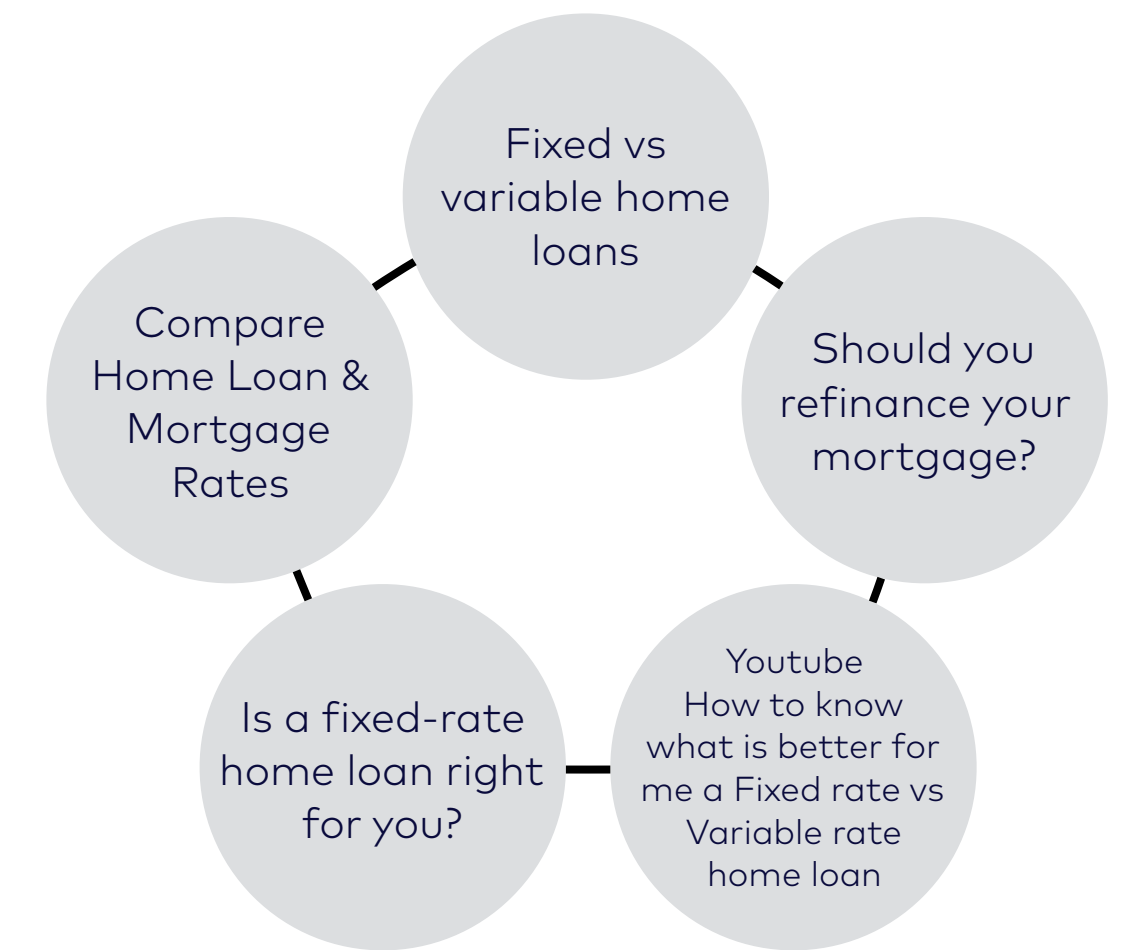 Fixed vs
variable home
loans
Compare
Home Loan &
Mortgage
Rates
Should you
refinance your
mortgage?
Is a fixed-rate
home loan right
for you?
Youtube
How to know
what is better for
me a Fixed rate vs
Variable rate
home loan